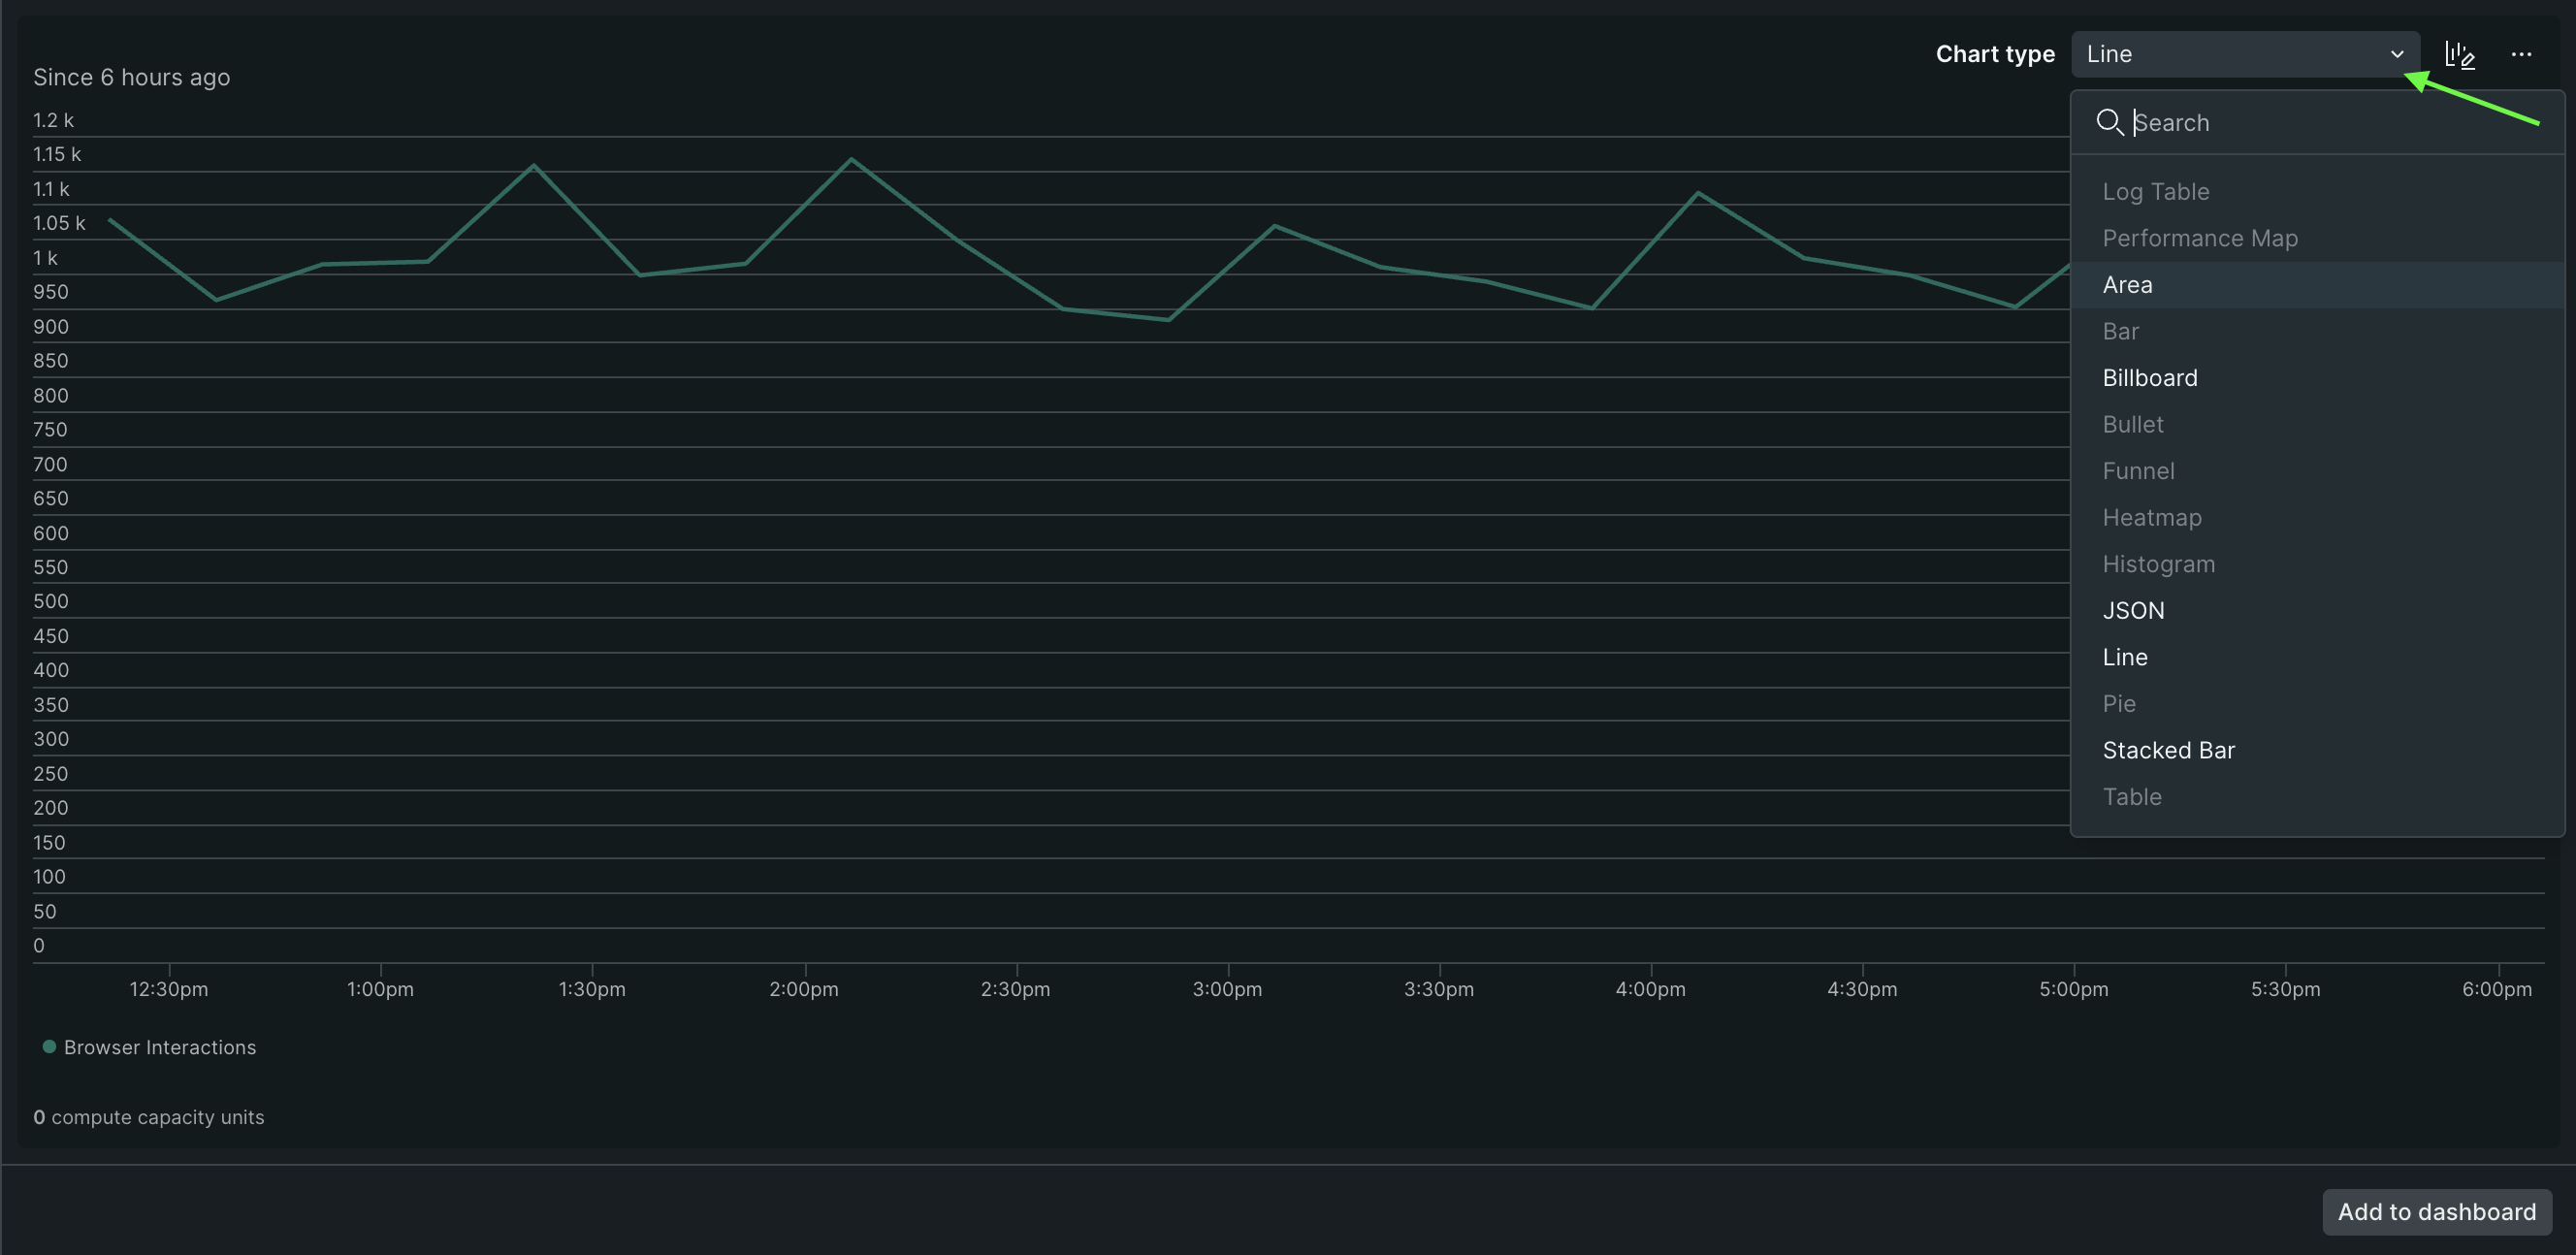 Chart type Line
Since 6 hours ago
Search
Log Table
Performance Map
Area
Bar
Billboard
Bullet
Funnel
Heatmap
Histogram
JSON
Line
Pie
Stacked Bar
Table
1.2 k
1.15 k
1.1 k
1.05 k
1 k
950
900
850
800
750
700
650
600
550
500
450
400
350
300
250
200
150
100
50
0
12:30pm 1:00pm 1:30pm 2:00pm 2:30pm 3:00pm 3:30pm 4:00pm 4:30pm 5:00pm 5:30pm 6:00pm
Browser Interactions
0 compute capacity units
Add to dashboard